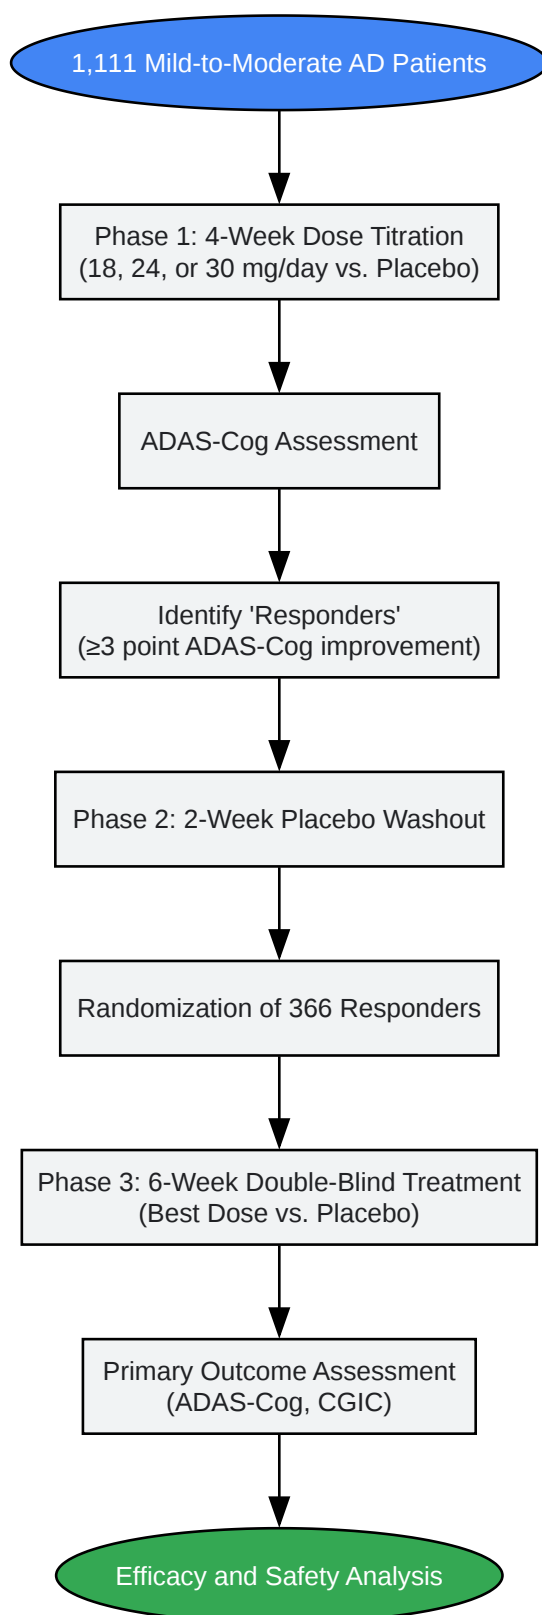 1,111 Mild-to-Moderate AD Patients
Phase 1: 4-Week Dose Titration
(18, 24, or 30 mg/day vs. Placebo)
ADAS-Cog Assessment
Identify 'Responders'
(≥3 point ADAS-Cog improvement)
Phase 2: 2-Week Placebo Washout
Randomization of 366 Responders
Phase 3: 6-Week Double-Blind Treatment
(Best Dose vs. Placebo)
Primary Outcome Assessment
(ADAS-Cog, CGIC)
Efficacy and Safety Analysis